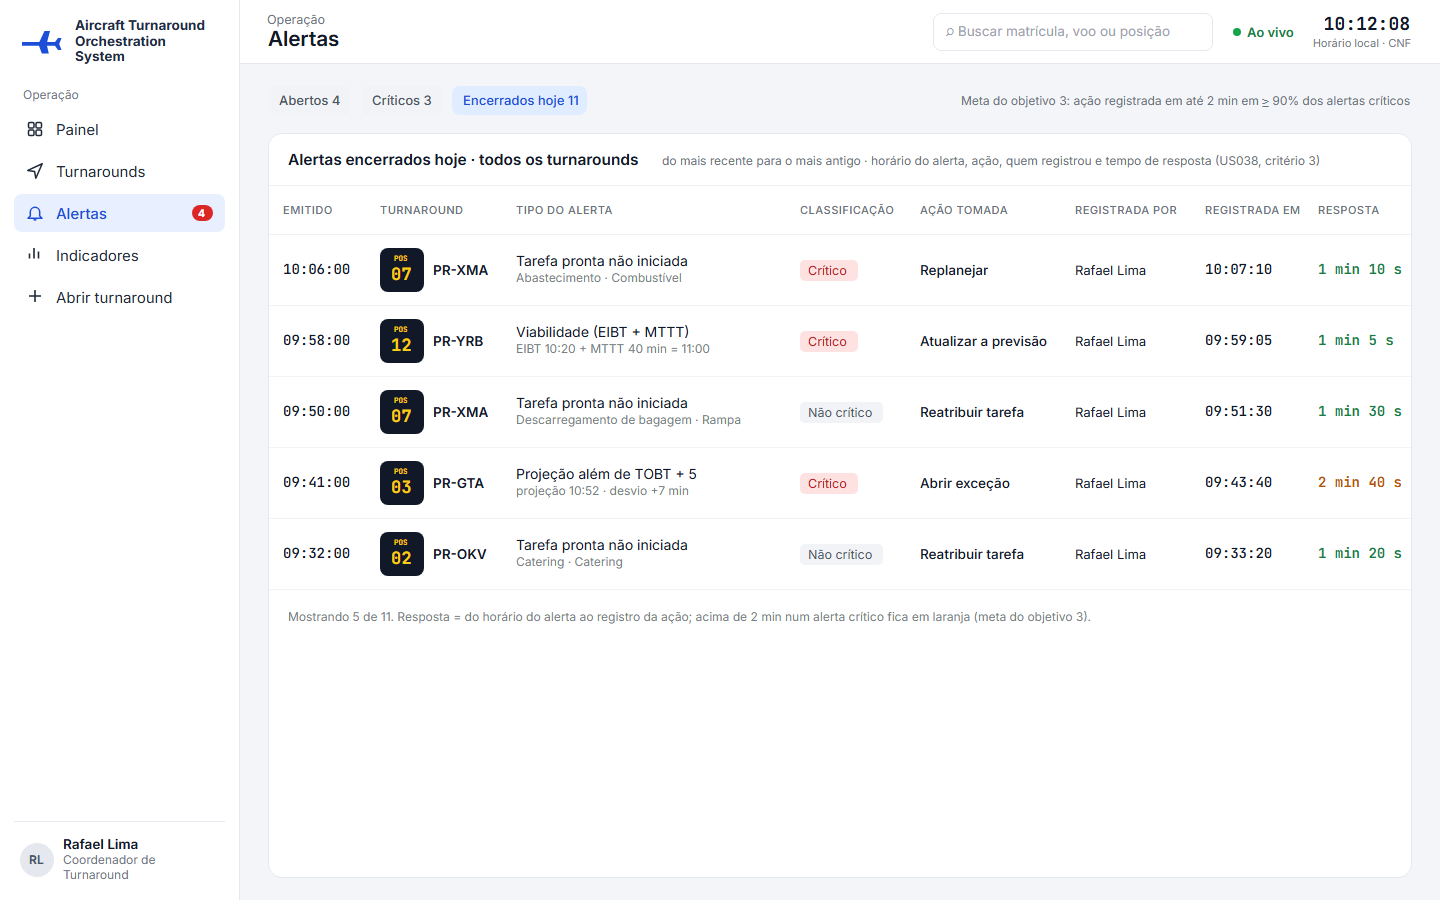 Aircraft Turnaround
Orchestration
System
Operação
Painel
Turnarounds
Alertas 4
Indicadores
Abrir turnaround
Rafael Lima
RL
Coordenador de
Turnaround
Operação
Alertas
Buscar matrícula, voo ou posição
Ao vivo
10:12:08
Horário local · CNF
Abertos 4 Críticos 3 Encerrados hoje 11
Meta do objetivo 3: ação registrada em até 2 min em ≥ 90% dos alertas críticos
Alertas encerrados hoje · todos os turnarounds do mais recente para o mais antigo · horário do alerta, ação, quem registrou e tempo de resposta (US038, critério 3)
EMITIDO TURNAROUND TIPO DO ALERTA CLASSIFICAÇÃO AÇÃO TOMADA REGISTRADA POR REGISTRADA EM RESPOSTA
10:06:00 POS 07 PR-XMA Tarefa pronta não iniciada Crítico Replanejar Rafael Lima 10:07:10 1 min 10 s
Abastecimento · Combustível
09:58:00 POS 12 PR-YRB Viabilidade (EIBT + MTTT) Crítico Atualizar a previsão Rafael Lima 09:59:05 1 min 5 s
EIBT 10:20 + MTTT 40 min = 11:00
09:50:00 POS 07 PR-XMA Tarefa pronta não iniciada Não crítico Reatribuir tarefa Rafael Lima 09:51:30 1 min 30 s
Descarregamento de bagagem · Rampa
09:41:00 POS 03 PR-GTA Projeção além de TOBT + 5 Crítico Abrir exceção Rafael Lima 09:43:40 2 min 40 s
projeção 10:52 · desvio +7 min
09:32:00 POS 02 PR-OKV Tarefa pronta não iniciada Não crítico Reatribuir tarefa Rafael Lima 09:33:20 1 min 20 s
Catering · Catering
Mostrando 5 de 11. Resposta = do horário do alerta ao registro da ação; acima de 2 min num alerta crítico fica em laranja (meta do objetivo 3).